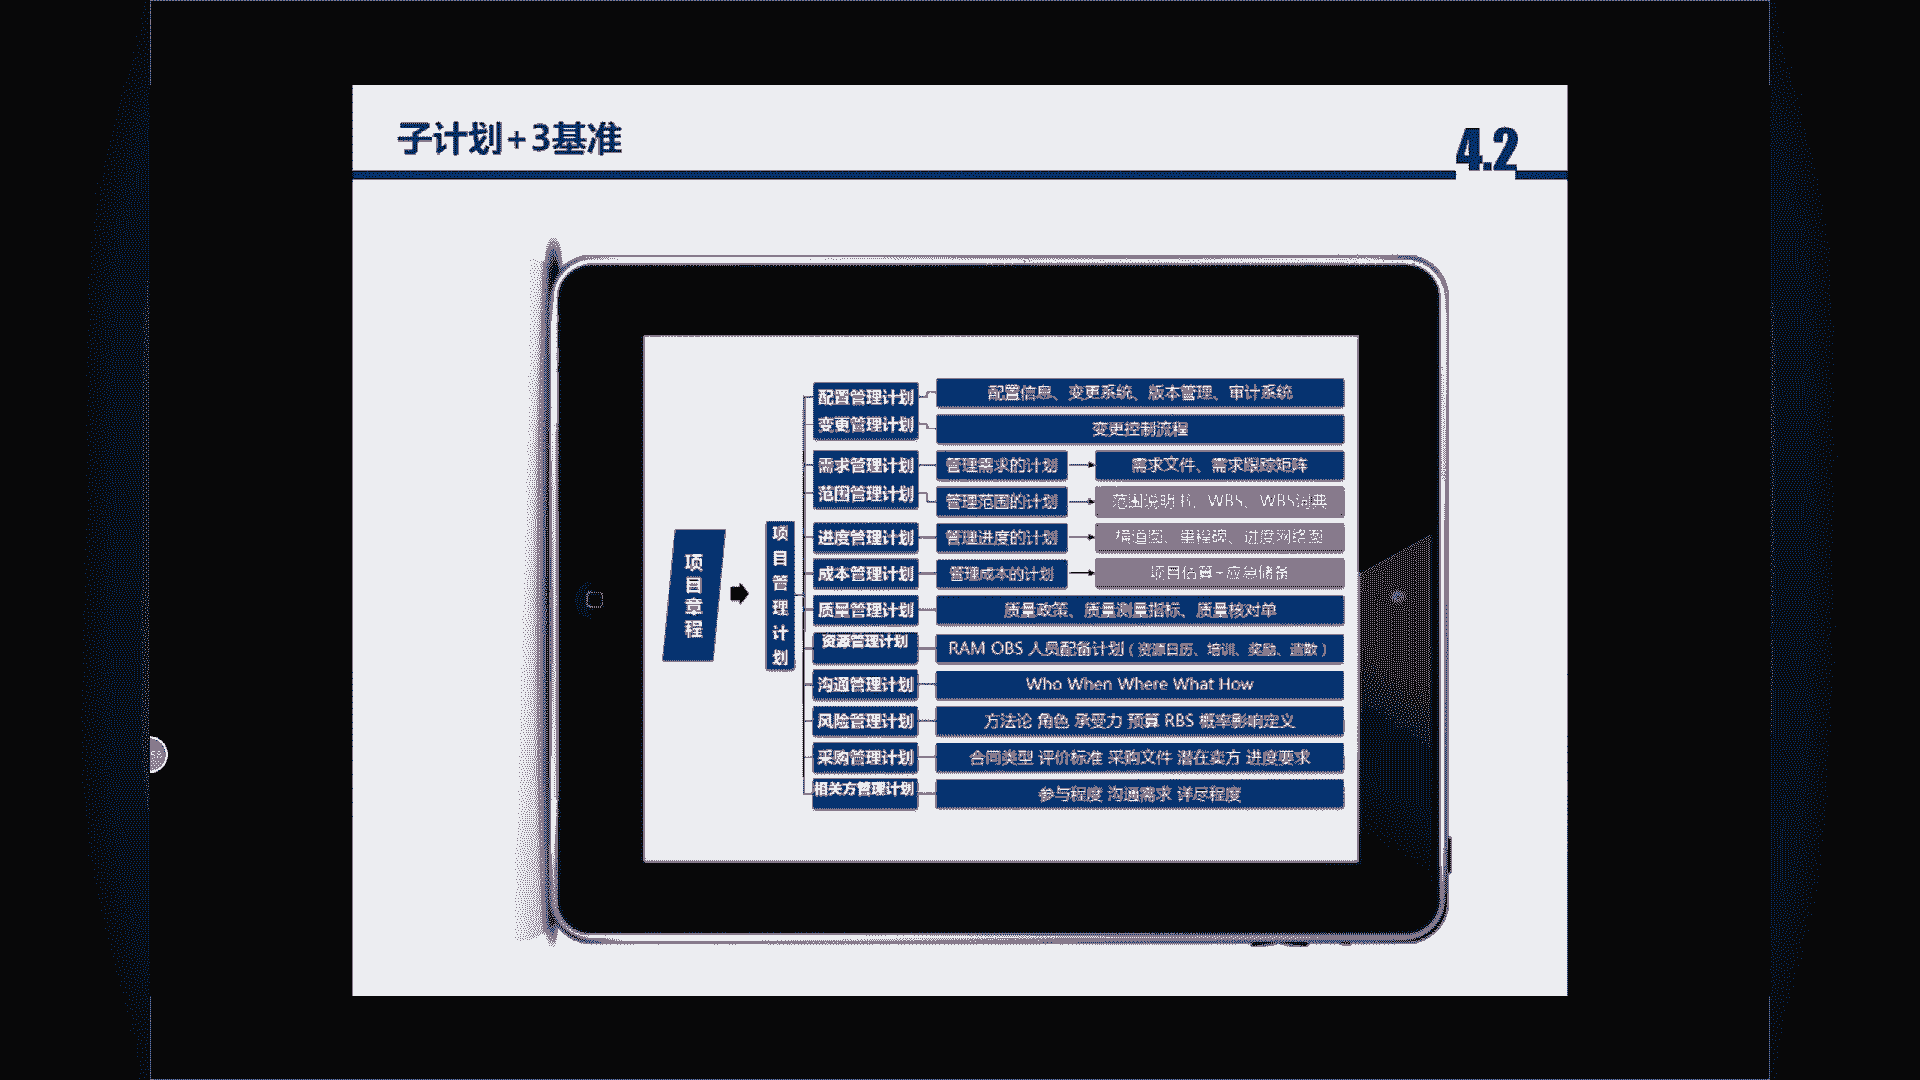 子计划+3基准
4.2
项目章程
项目管理计划
配置管理计划
配置信息、变更系统、版本管理、审计系统
变更管理计划
变更控制流程
需求管理计划
管理需求的计划
需求文件、需求跟踪矩阵
范围管理计划
管理范围的计划
范围说明书、WBS、WBS词典
进度管理计划
管理进度的计划
横道图、里程碑、进度网络图
成本管理计划
管理成本的计划
项目估算+应急储备
质量管理计划
质量政策、质量测量指标、质量核对单
资源管理计划
RAM OBS 人员配备计划（资源日历、培训、奖励、遣散）
沟通管理计划
Who When Where What How
风险管理计划
方法论 角色 承受力 预算 RBS 概率影响定义
采购管理计划
合同类型 评价标准 采购文件 潜在卖方 进度要求
相关方管理计划
参与程度 沟通需求 详尽程度